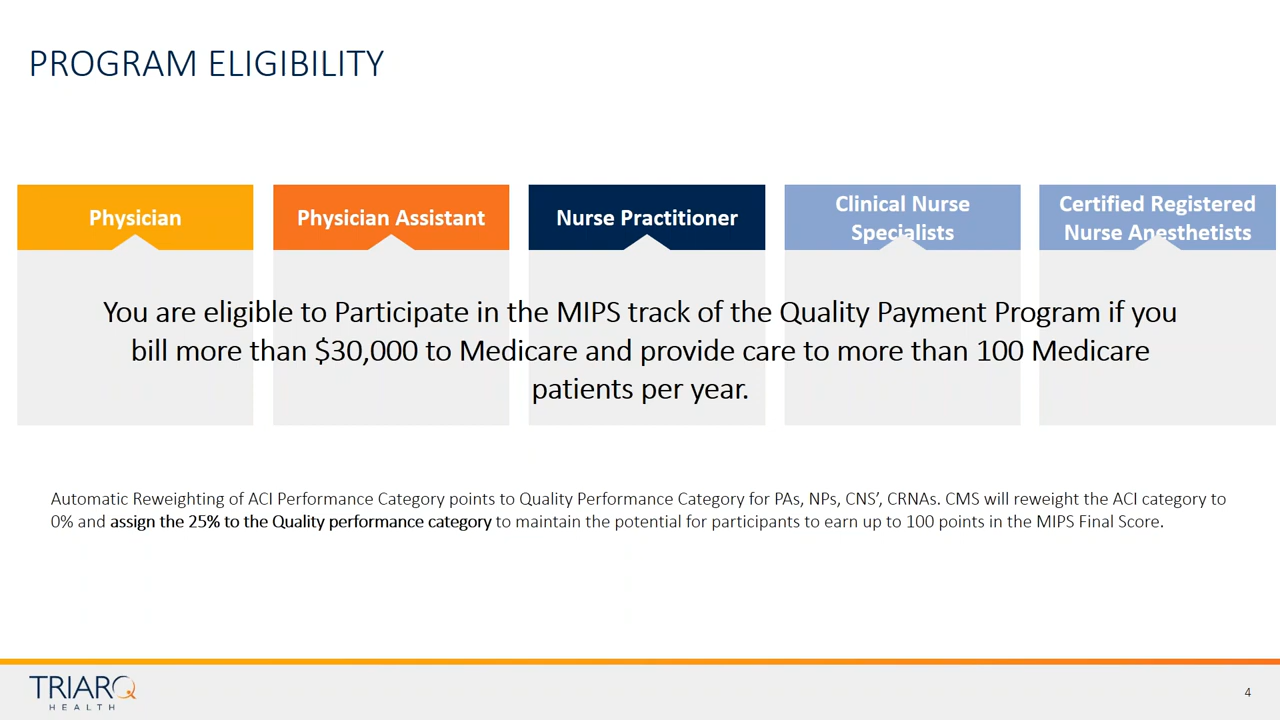 PROGRAM ELIGIBILITY
Physician
Physician Assistant
Nurse Practitioner
Clinical Nurse
Specialists
Certified Registered
Nurse Anesthetists
You are eligible to Participate in the MIPS track of the Quality Payment Program if you
bill more than $30,000 to Medicare and provide care to more than 100 Medicare
patients per year.
Automatic Reweighting of ACI Performance Category points to Quality Performance Category for PAs, NPs, CNS’, CRNAs. CMS will reweight the ACI category to
0% and assign the 25% to the Quality performance category to maintain the potential for participants to earn up to 100 points in the MIPS Final Score.
TRIARQ
HEALTH
4